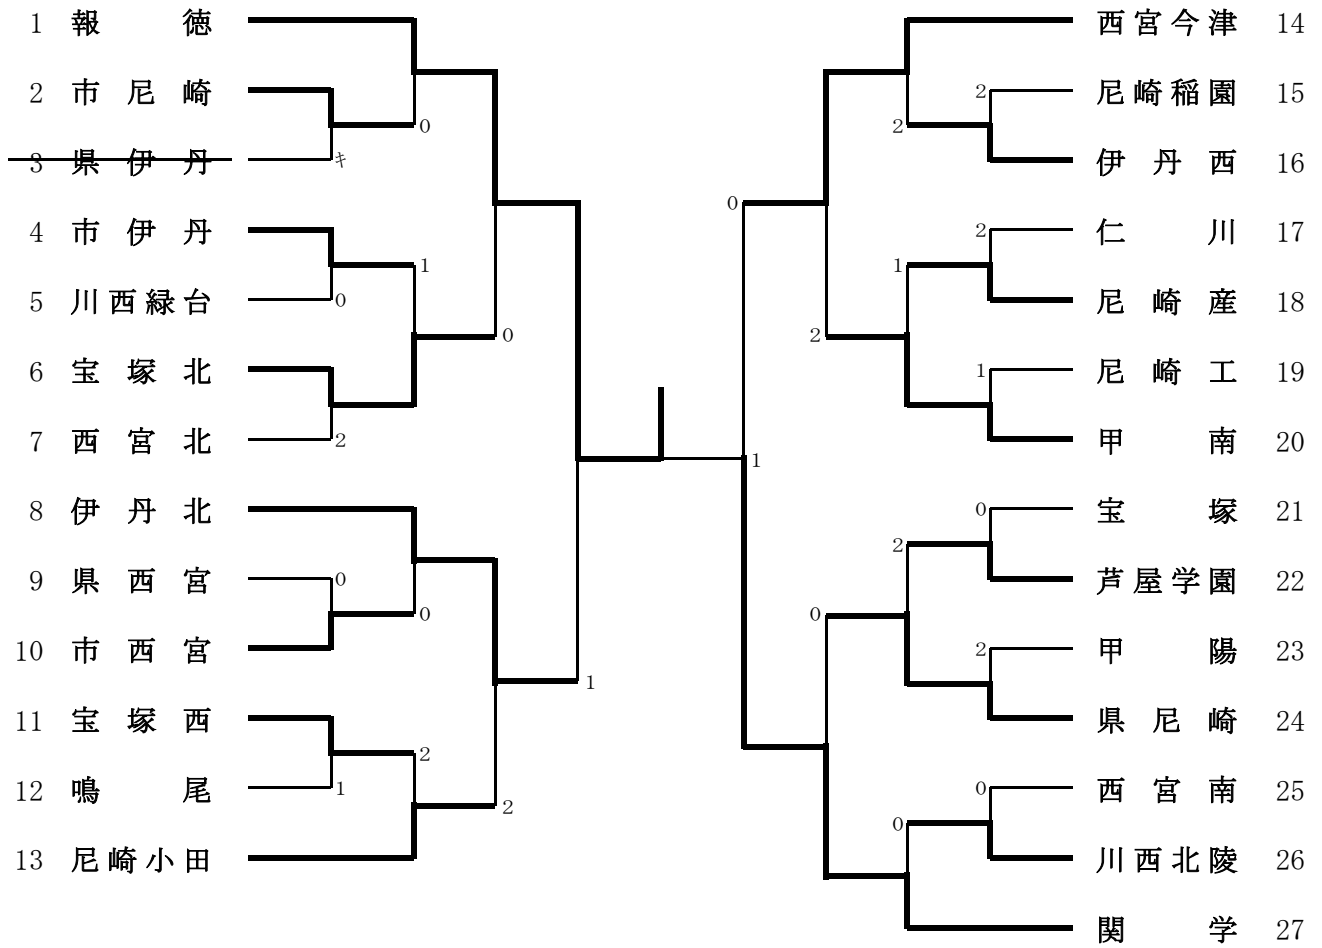 1 報徳
2 市尼崎
0
3 県伊丹
キ
4 市伊丹
1
5 川西緑台
0
0
6 宝塚北
7 西宮北
2
8 伊丹北
9 県西宮
0
0
10 市西宮
1
11 宝塚西
2
12 鳴尾
1
2
13 尼崎小田
1
西宮今津 14
2
尼崎稲園 15
2
伊丹西 16
0
2
仁川 17
1
尼崎産 18
2
1
尼崎工 19
甲南 20
0
宝塚 21
2
芦屋学園 22
0
2
甲陽 23
県尼崎 24
0
西宮南 25
0
川西北陵 26
関学 27